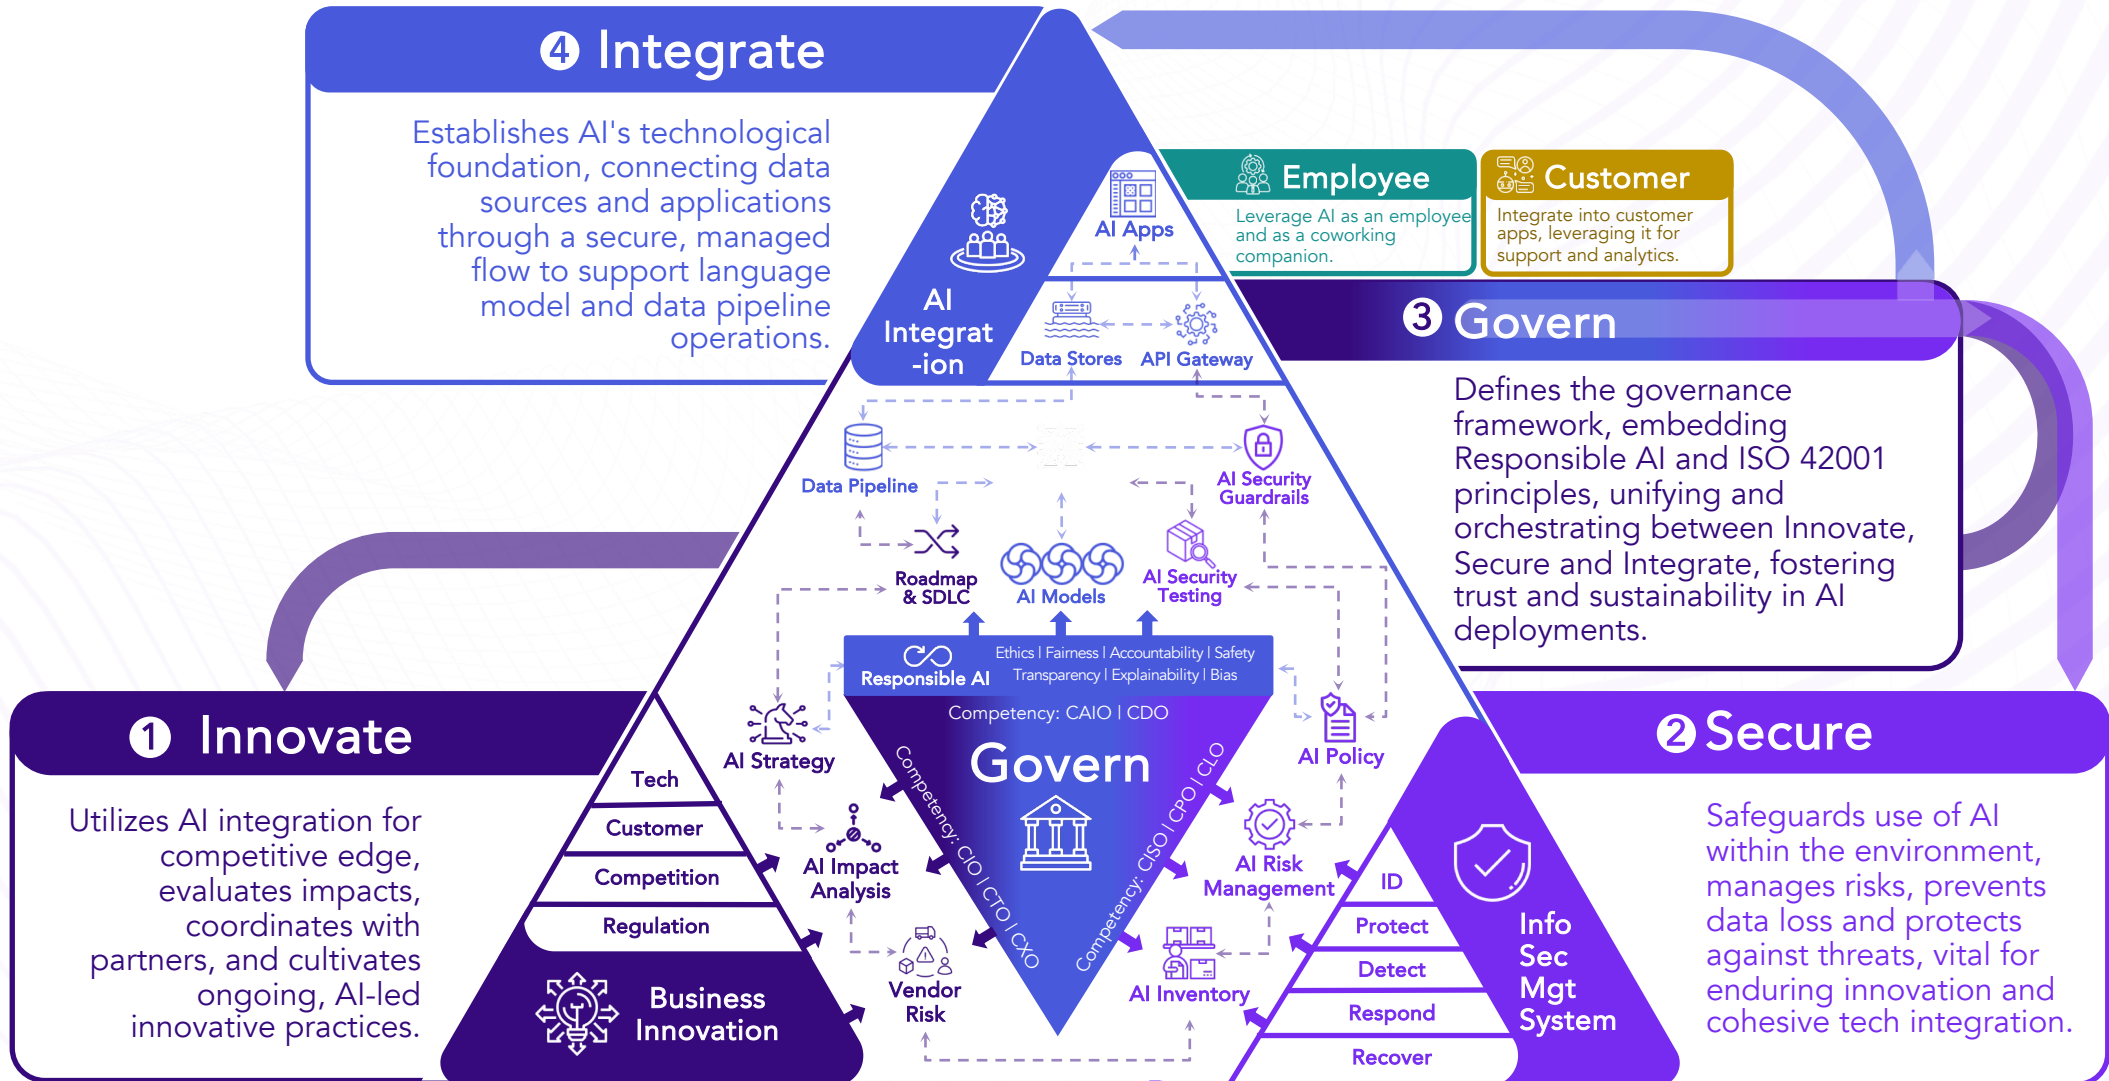 4 Integrate
Establishes AI's technological
foundation, connecting data
sources and applications
through a secure, managed
flow to support language
model and data pipeline
operations.
AI
Integrat
-ion
AI Apps
Data Stores
API Gateway
Employee
Leverage AI as an employee
and as a coworking
companion.
Customer
Integrate into customer
apps, leveraging it for
support and analytics.
3 Govern
Defines the governance
framework, embedding
Responsible AI and ISO 42001
principles, unifying and
orchestrating between Innovate,
Secure and Integrate, fostering
trust and sustainability in AI
deployments.
Data Pipeline
AI Security
Guardrails
Roadmap
& SDLC
AI Models
AI Security
Testing
Responsible AI
Ethics | Fairness | Accountability | Safety
Transparency | Explainability | Bias
Competency: CAIO | CDO
Govern
Competency: CIO | CTO | CXO
Competency: CISO | CPO | CLO
AI Strategy
AI Impact
Analysis
Vendor
Risk
AI Policy
AI Risk
Management
AI Inventory
1 Innovate
Utilizes AI integration for
competitive edge,
evaluates impacts,
coordinates with
partners, and cultivates
ongoing, AI-led
innovative practices.
Tech
Customer
Competition
Regulation
Business
Innovation
2 Secure
Safeguards use of AI
within the environment,
manages risks, prevents
data loss and protects
against threats, vital for
enduring innovation and
cohesive tech integration.
ID
Protect
Detect
Respond
Recover
Info
Sec
Mgt
System